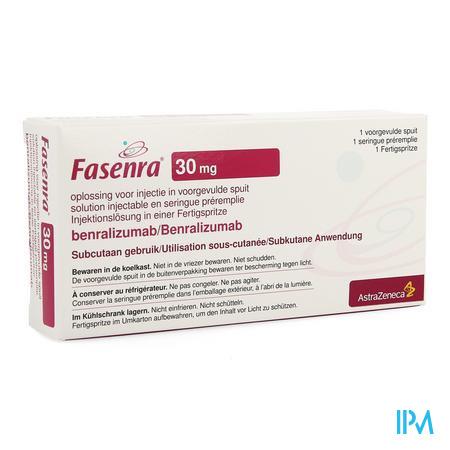 Fasenra® 30 mg
1 voorgevulde spuit
1 seringue préremplie
1 Fertigspritze
oplossing voor injectie in voorgevulde spuit
solution injectable en seringue préremplie
Injektionslösung in einer Fertigspritze
benralizumab/Benralizumab
Subcutaan gebruik/Utilisation sous-cutanée/Subkutane Anwendung
Bewaren in de koelkast. Niet in de vriezer bewaren. Niet schudden.
De voorgevulde spuit in de buitenverpakking bewaren ter bescherming tegen licht.
À conserver au réfrigérateur. Ne pas congeler. Ne pas agiter.
Conserver la seringue préremplie dans l'emballage extérieur, à l'abri de la lumière.
Im Kühlschrank lagern. Nicht einfrieren. Nicht schütteln.
Fertigspritze im Umkarton aufbewahren, um den Inhalt vor Licht zu schützen.
AstraZeneca
Fasenra®
30 mg
IPM